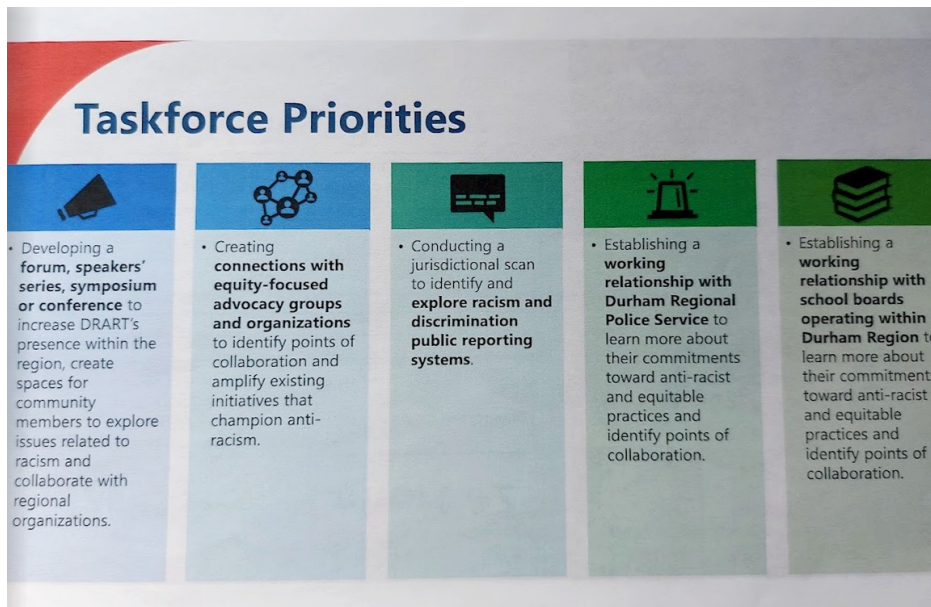 Taskforce Priorities
• Developing a
forum, speakers'
series, symposium
or conference to
increase DRART's
presence within the
region, create
spaces for
community
members to explore
issues related to
racism and
collaborate with
regional
organizations.
• Creating
connections with
equity-focused
advocacy groups
and organizations
to identify points of
collaboration and
amplify existing
initiatives that
champion anti-
racism.
• Conducting a
jurisdictional scan
to identify and
explore racism and
discrimination
public reporting
systems.
• Establishing a
working
relationship with
Durham Regional
Police Service to
learn more about
their commitments
toward anti-racist
and equitable
practices and
identify points of
collaboration.
• Establishing a
working
relationship with
school boards
operating within
Durham Region t
learn more about
their commitment
toward anti-racist
and equitable
practices and
identify points of
collaboration.